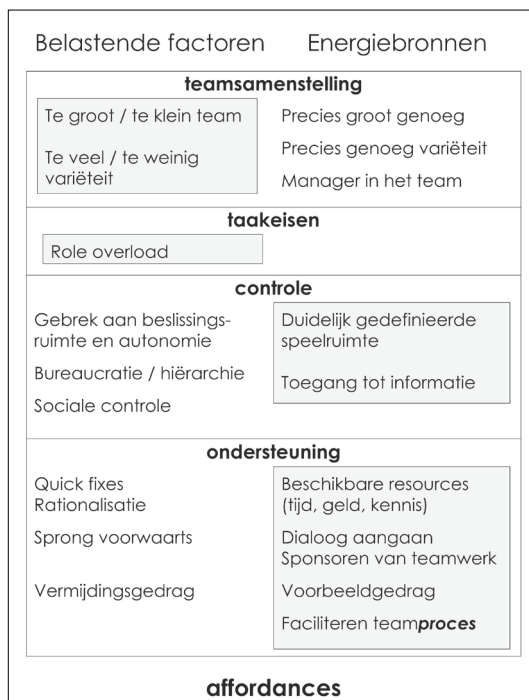 Belastende factoren Energiebronnen
teamsamenstelling
Te groot / te klein team
Te veel / te weinig
variëteit
Precies groot genoeg
Precies genoeg variëteit
Manager in het team
taakeisen
Role overload
controle
Gebrek aan beslissings-
ruimte en autonomie
Bureaucratie / hiërarchie
Sociale controle
Duidelijk gedefinieerde
speelruimte
Toegang tot informatie
ondersteuning
Quick fixes
Rationalisatie
Sprong voorwaarts
Vermijdingsgedrag
Beschikbare resources
(tijd, geld, kennis)
Dialoog aangaan
Sponsoren van teamwerk
Voorbeeldgedrag
Faciliteren teamproces
affordances